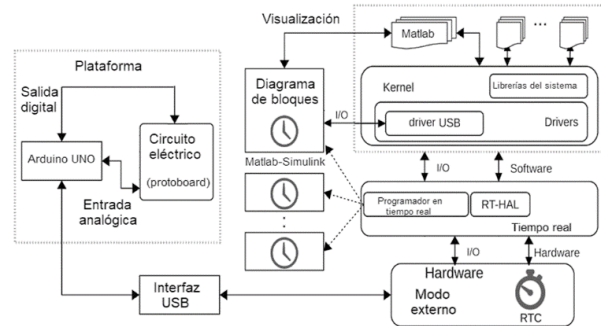 Plataforma
Salida
digital
Arduino UNO
Circuito
eléctrico
(protoboard)
Entrada
analógica
Visualización
Matlab
Diagrama
de bloques
Matlab-Simulink
I/O
Kernel
Librerías del sistema
driver USB
Drivers
I/O
Software
Programador en
tiempo real
RT-HAL
Tiempo real
I/O
Hardware
Hardware
Modo
externo
RTC
Interfaz
USB